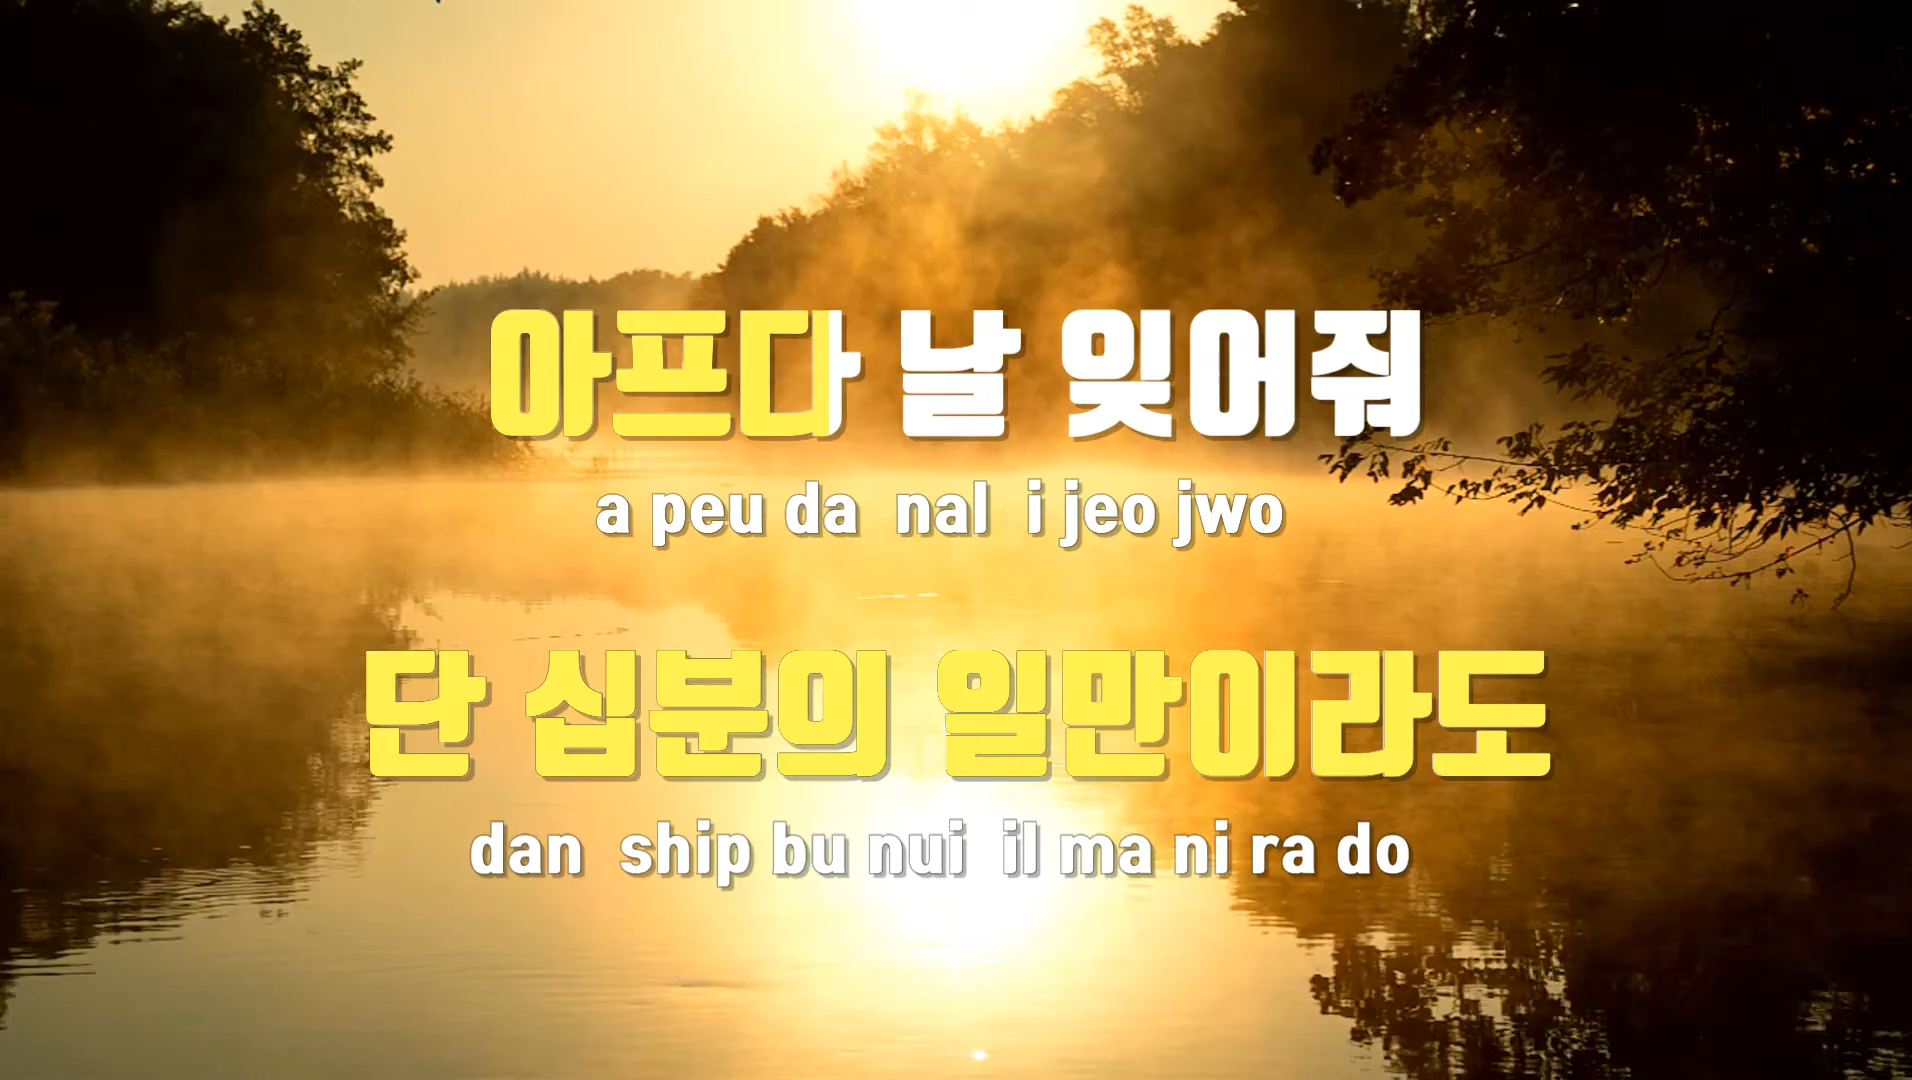 아프다 날 잊어줘
a peu da nal i jeo jwo
단 십분의 일만이라도
dan ship bu nui il ma ni ra do